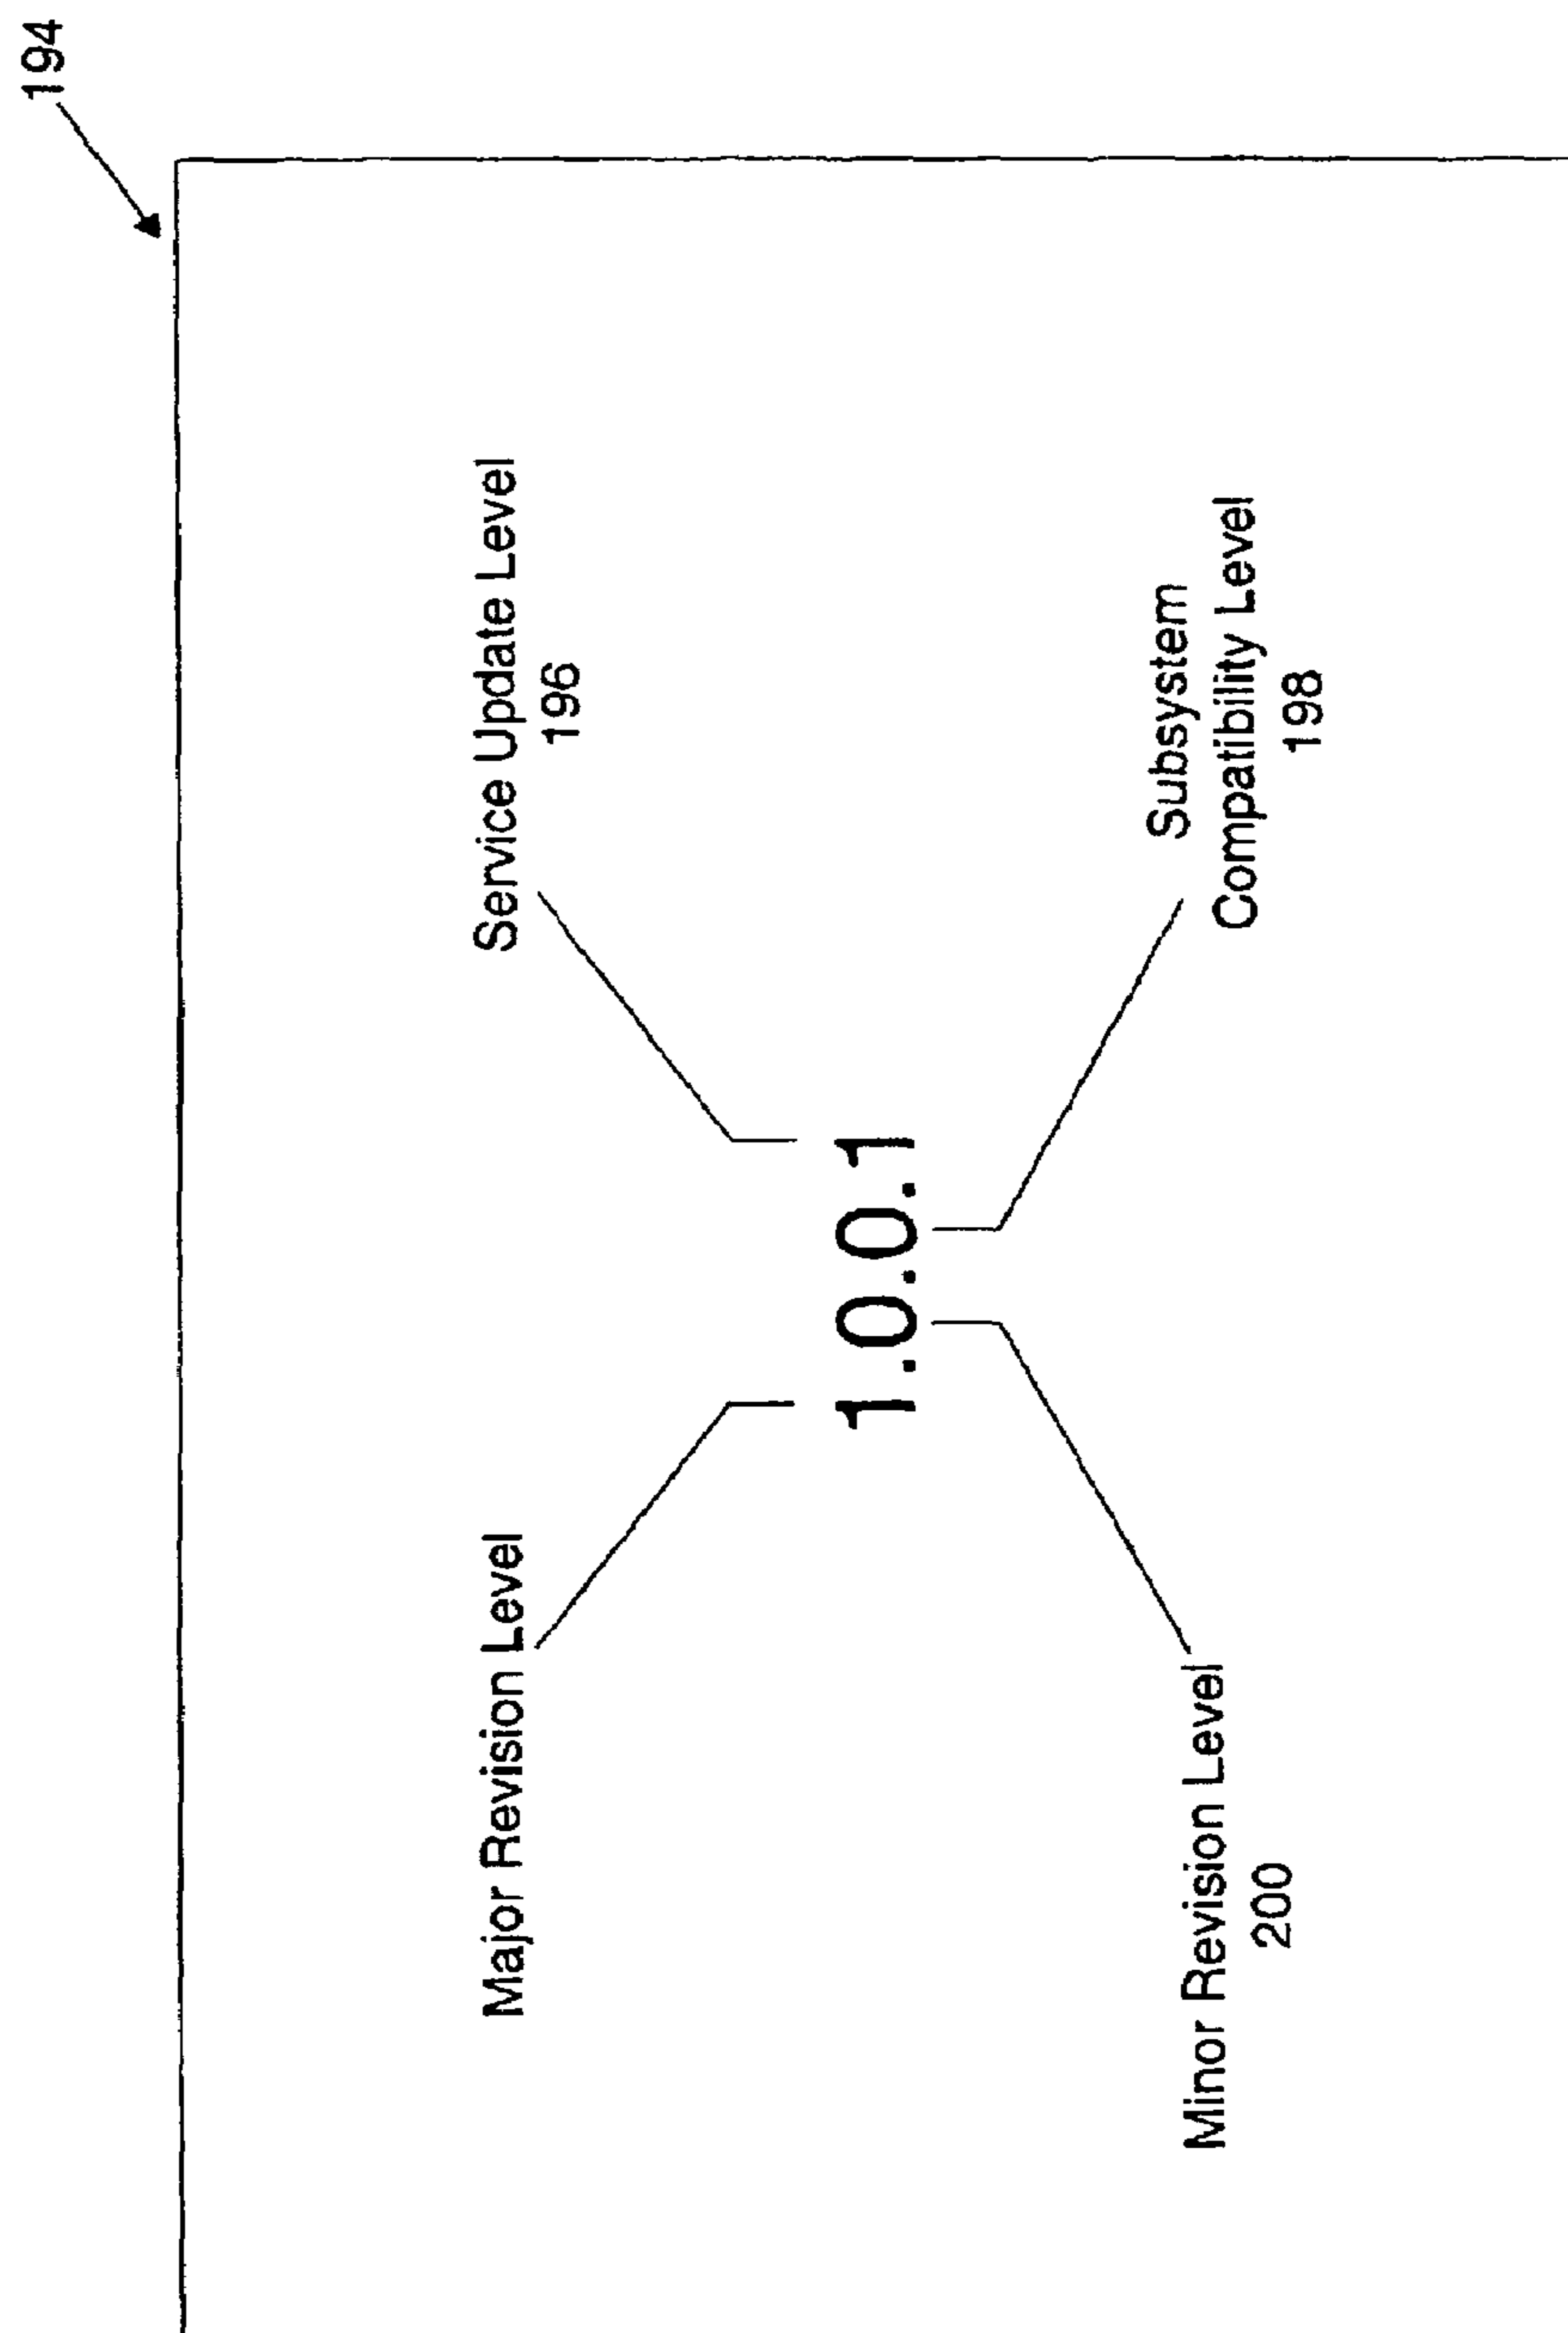 194
Major Revision Level
Service Update Level
196
1.0.0.1
Minor Revision Level
200
Subsystem
Compatibility Level
198